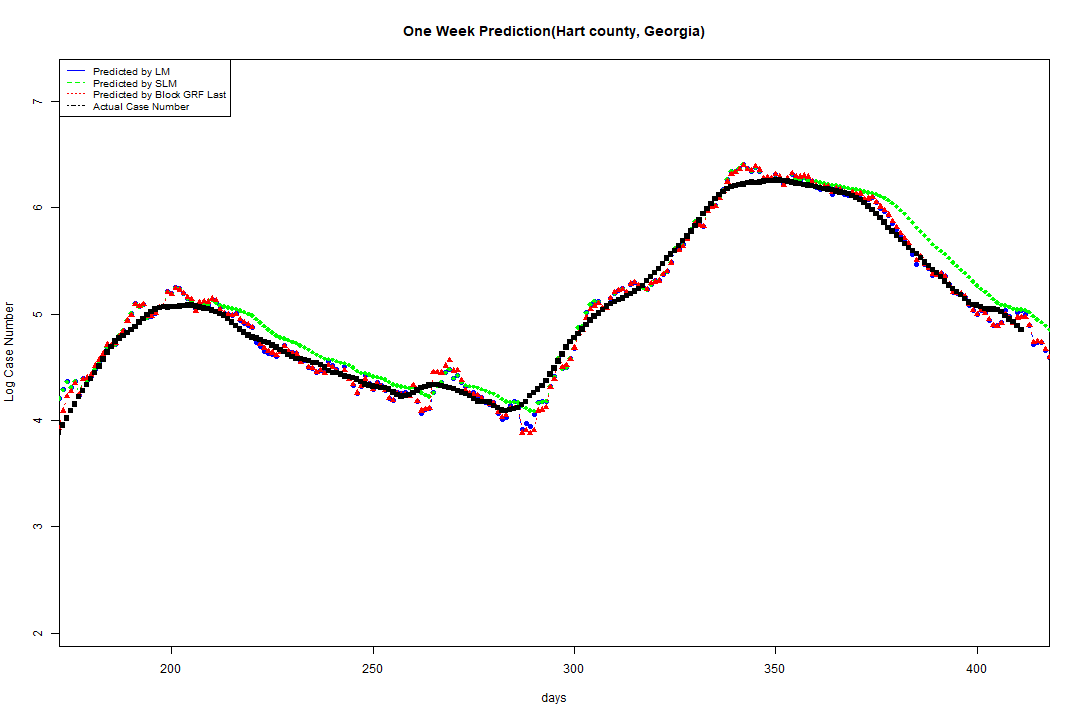 One Week Prediction(Hart county, Georgia)
Predicted by LM
Predicted by SLM
Predicted by Block GRF Last
Actual Case Number
7
6
5
4
3
2
Log Case Number
200 250 300 350 400
days